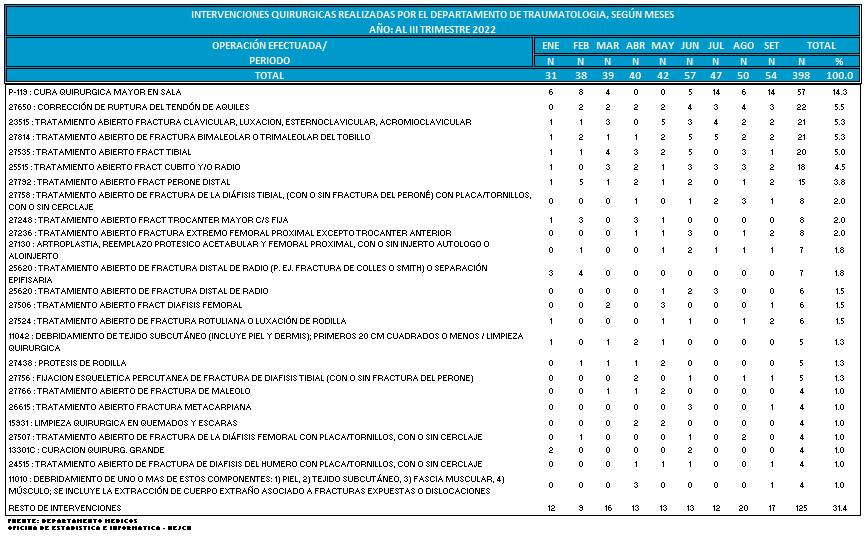 INTERVENCIONES QUIRURGICAS REALIZADAS POR EL DEPARTAMENTO DE TRAUMATOLOGIA, SEGÚN MESES
AÑO: AL III TRIMESTRE 2022
OPERACIÓN EFECTUADA/ ENE FEB MAR ABR MAY JUN JUL AGO SET TOTAL
PERIODO N N N N N N N N N N %
TOTAL 31 38 39 40 42 57 47 50 54 398 100.0
P-119 : CURA QUIRURGICA MAYOR EN SALA 6 8 4 0 0 5 14 6 14 57 14.3
27650 : CORRECCIÓN DE RUPTURA DEL TENDÓN DE AQUILES 0 2 2 2 2 4 3 4 3 22 5.5
23515 : TRATAMIENTO ABIERTO FRACTURA CLAVICULAR, LUXACION, ESTERNOCLAVICULAR, ACROMIOCLAVICULAR 1 1 3 0 5 3 4 2 2 21 5.3
27814 : TRATAMIENTO ABIERTO DE FRACTURA BIMALEOLAR O TRIMALEOLAR DEL TOBILLO 1 2 1 1 2 5 5 2 2 21 5.3
27535 : TRATAMIENTO ABIERTO FRACT TIBIAL 1 1 4 3 2 5 0 3 1 20 5.0
25515 : TRATAMIENTO ABIERTO FRACT CUBITO Y/O RADIO 1 0 3 2 1 3 3 3 2 18 4.5
27792 : TRATAMIENTO ABIERTO FRACT PERONE DISTAL 1 5 1 2 1 2 0 1 2 15 3.8
27758 : TRATAMIENTO ABIERTO DE FRACTURA DE LA DIÁFISIS TIBIAL, (CON O SIN FRACTURA DEL PERONÉ) CON PLACA/TORNILLOS,
CON O SIN CERCLAJE 0 0 0 1 0 1 2 3 1 8 2.0
27248 : TRATAMIENTO ABIERTO FRACT TROCANTER MAYOR C/S FIJA 1 3 0 3 1 0 0 0 0 8 2.0
27236 : TRATAMIENTO ABIERTO FRACTURA EXTREMO FEMORAL PROXIMAL EXCEPTO TROCANTER ANTERIOR 0 0 0 1 1 3 0 1 2 8 2.0
27130 : ARTROPLASTIA, REEMPLAZO PROTESICO ACETABULAR Y FEMORAL PROXIMAL, CON O SIN INJERTO AUTOLOGO O
ALOINJERTO 0 1 0 0 1 2 1 1 1 7 1.8
25620 : TRATAMIENTO ABIERTO DE FRACTURA DISTAL DE RADIO (P. EJ. FRACTURA DE COLLES O SMITH) O SEPARACIÓN
EPIFISARIA 3 4 0 0 0 0 0 0 0 7 1.8
25620 : TRATAMIENTO ABIERTO DE FRACTURA DISTAL DE RADIO 0 0 0 0 1 2 3 0 0 6 1.5
27506 : TRATAMIENTO ABIERTO FRACT DIAFISIS FEMORAL 0 0 2 0 3 0 0 0 1 6 1.5
27524 : TRATAMIENTO ABIERTO DE FRACTURA ROTULIANA O LUXACIÓN DE RODILLA 1 0 0 0 1 1 0 1 2 6 1.5
11042 : DEBRIDAMIENTO DE TEJIDO SUBCUTÁNEO (INCLUYE PIEL Y DERMIS); PRIMEROS 20 CM CUADRADOS O MENOS / LIMPIEZA
QUIRURGICA 1 0 1 2 1 0 0 0 0 5 1.3
27438 : PROTESIS DE RODILLA 0 1 1 1 2 0 0 0 0 5 1.3
27756 : FIJACION ESQUELETICA PERCUTANEA DE FRACTURA DE DIAFISIS TIBIAL (CON O SIN FRACTURA DEL PERONE) 0 0 0 2 0 1 0 1 1 5 1.3
27766 : TRATAMIENTO ABIERTO DE FRACTURA DE MALEOLO 0 0 1 1 2 0 0 0 0 4 1.0
26615 : TRATAMIENTO ABIERTO FRACTURA METACARPIANA 0 0 0 0 0 3 0 0 1 4 1.0
15931 : LIMPIEZA QUIRURGICA EN QUEMADOS Y ESCARAS 0 0 0 2 2 0 0 0 0 4 1.0
27507 : TRATAMIENTO ABIERTO DE FRACTURA DE LA DIÁFISIS FEMORAL CON PLACA/TORNILLOS, CON O SIN CERCLAJE 0 1 0 0 0 1 0 2 0 4 1.0
13301C : CURACION QUIRURG. GRANDE 2 0 0 0 0 2 0 0 0 4 1.0
24515 : TRATAMIENTO ABIERTO DE FRACTURA DE DIAFISIS DEL HUMERO CON PLACA/TORNILLOS, CON O SIN CERCLAJE 0 0 0 1 1 1 0 0 1 4 1.0
11010 : DEBRIDAMIENTO DE UNO O MAS DE ESTOS COMPONENTES: 1) PIEL, 2) TEJIDO SUBCUTÁNEO, 3) FASCIA MUSCULAR, 4)
MÚSCULO; SE INCLUYE LA EXTRACCIÓN DE CUERPO EXTRAÑO ASOCIADO A FRACTURAS EXPUESTAS O DISLOCACIONES 0 0 0 3 0 0 0 0 1 4 1.0
RESTO DE INTERVENCIONES 12 9 16 13 13 13 12 20 17 125 31.4
FUENTE: DEPARTAMENTO MEDICOS
OFICINA DE ESTADISTICA E INFORMATICA - HEJCH